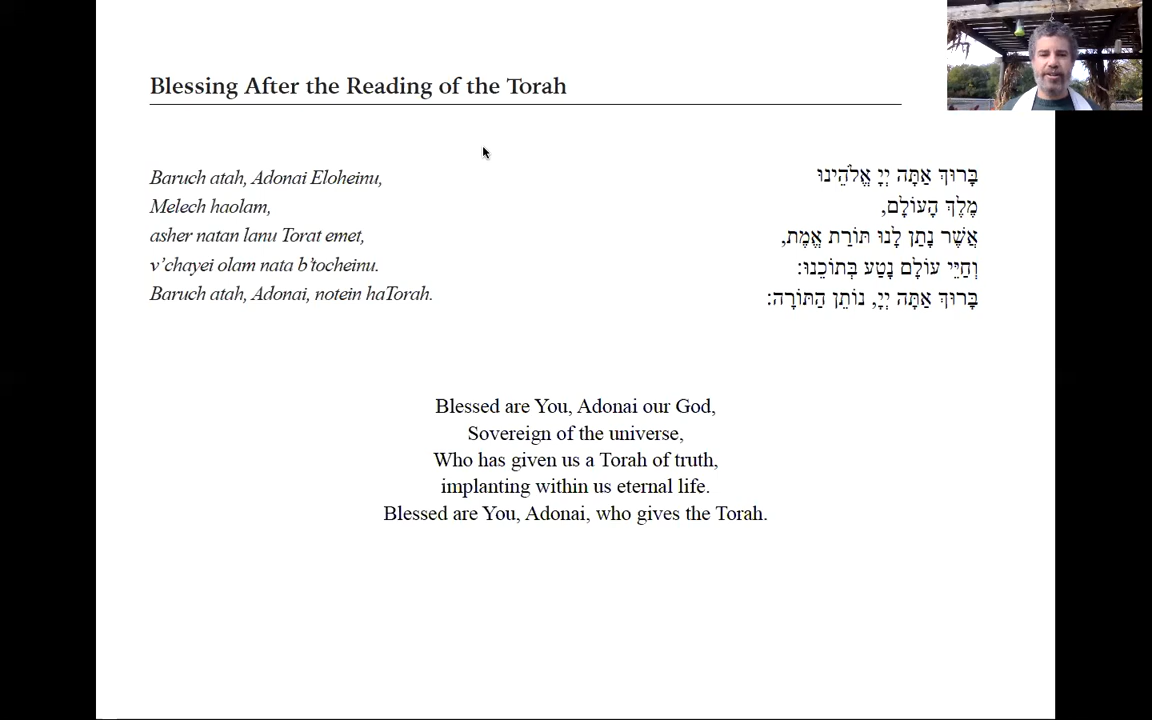 Blessing After the Reading of the Torah
Baruch atah, Adonai Eloheinu,
Melech haolam,
asher natan lanu Torat emet,
v’chayei olam nata b’tocheinu.
Baruch atah, Adonai, notein haTorah.
בָּרוּךְ אַתָּה יְיָ אֱלֹהֵינוּ
מֶלֶךְ הָעוֹלָם,
אֲשֶׁר נָתַן לָנוּ תּוֹרַת אֱמֶת,
וְחַיֵּי עוֹלָם נָטַע בְּתוֹכֵנוּ:
בָּרוּךְ אַתָּה יְיָ, נוֹתֵן הַתּוֹרָה:
Blessed are You, Adonai our God,
Sovereign of the universe,
Who has given us a Torah of truth,
implanting within us eternal life.
Blessed are You, Adonai, who gives the Torah.